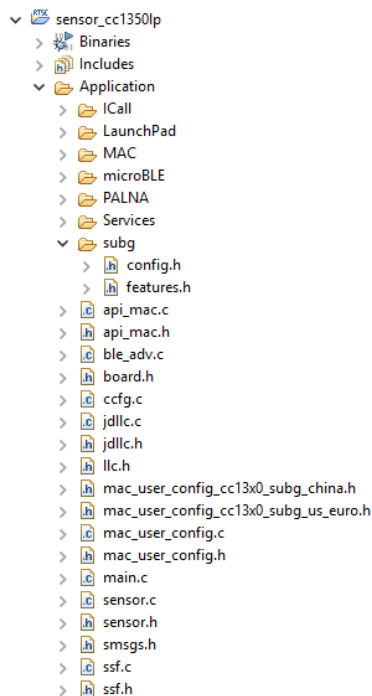 RTSC
sensor_cc1350lp
Binaries
Includes
Application
ICall
LaunchPad
MAC
microBLE
PALNA
Services
subg
config.h
features.h
api_mac.c
api_mac.h
ble_adv.c
board.h
ccfg.c
jdllc.c
jdllc.h
llc.h
mac_user_config_cc13x0_subg_china.h
mac_user_config_cc13x0_subg_us_euro.h
mac_user_config.c
mac_user_config.h
main.c
sensor.c
sensor.h
smsgs.h
ssf.c
ssf.h